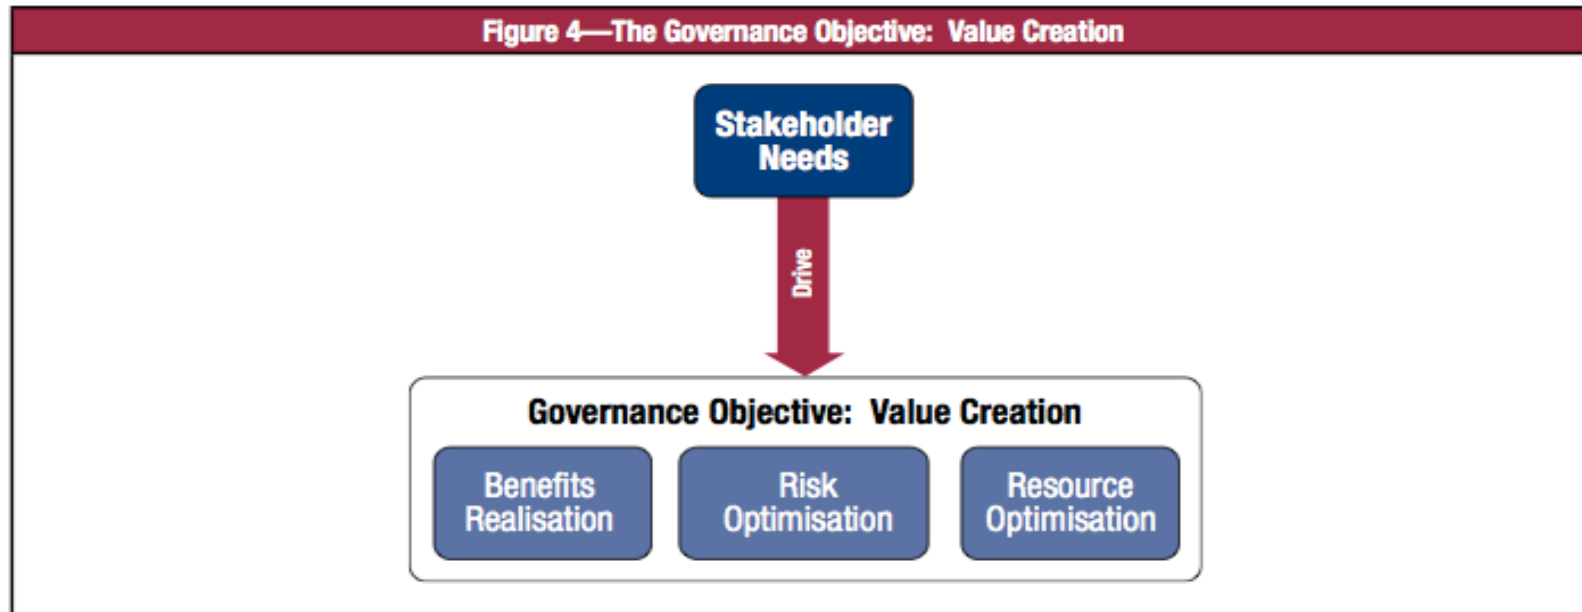 Figure 4—The Governance Objective:  Value Creation
Stakeholder
Needs
Drive
Governance Objective:  Value Creation
Benefits
Realisation
Risk
Optimisation
Resource
Optimisation